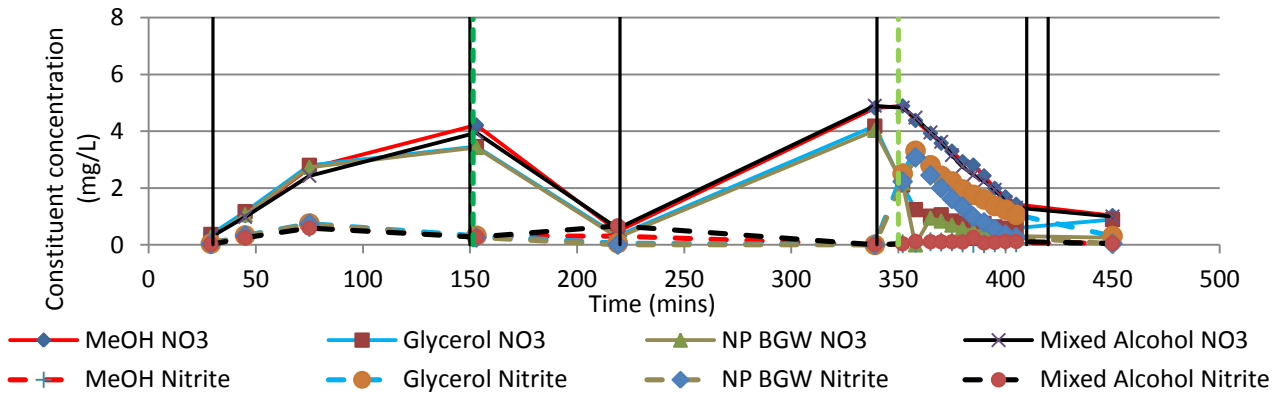 Constituent concentration
(mg/L)
8
6
4
2
0
0 50 100 150 200 250 300 350 400 450 500
Time (mins)
MeOH NO3 Glycerol NO3 NP BGW NO3 Mixed Alcohol NO3
MeOH Nitrite Glycerol Nitrite NP BGW Nitrite Mixed Alcohol Nitrite